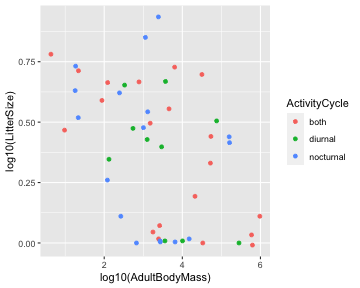 0.75
0.50
0.25
0.00
log10(LitterSize)
2
4
6
log10(AdultBodyMass)
ActivityCycle
both
diurnal
nocturnal